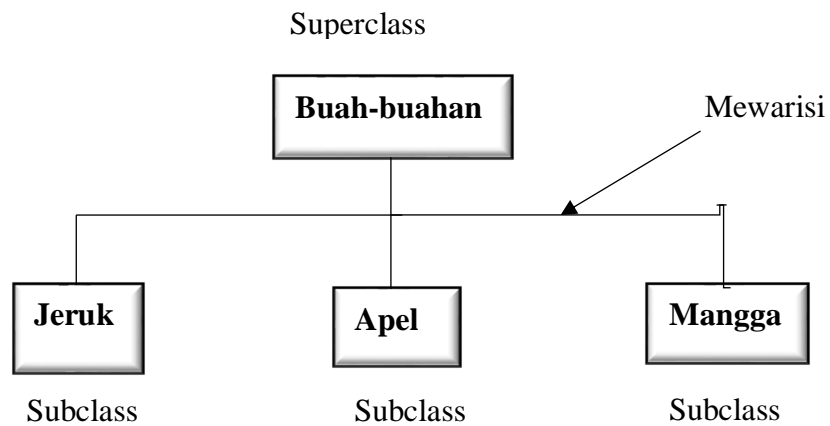 Superclass
Buah-buahan
Mewarisi
Jeruk
Apel
Mangga
Subclass
Subclass
Subclass